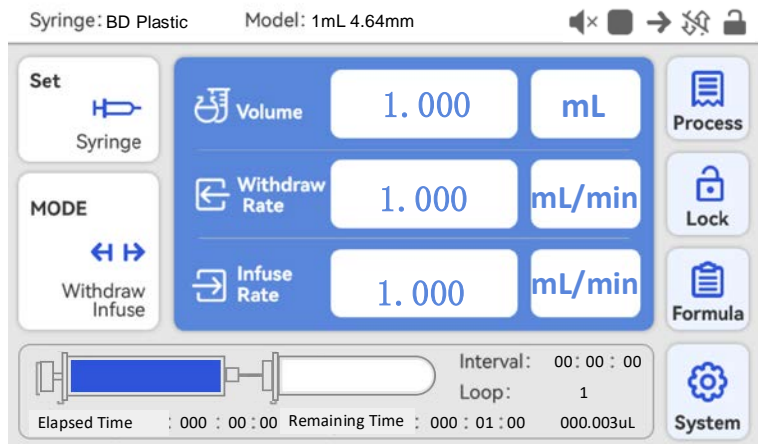 Syringe: BD Plastic Model: 1mL 4.64mm
Set
Syringe
MODE
Withdraw
Infuse
Volume 1.000 mL
Withdraw
Rate 1.000 mL/min
Infuse
Rate 1.000 mL/min
Process
Lock
Formula
System
Interval: 00: 00 : 00
Loop: 1
Elapsed Time : 000 : 00 : 00 Remaining Time : 000 : 01 : 00 000.003uL